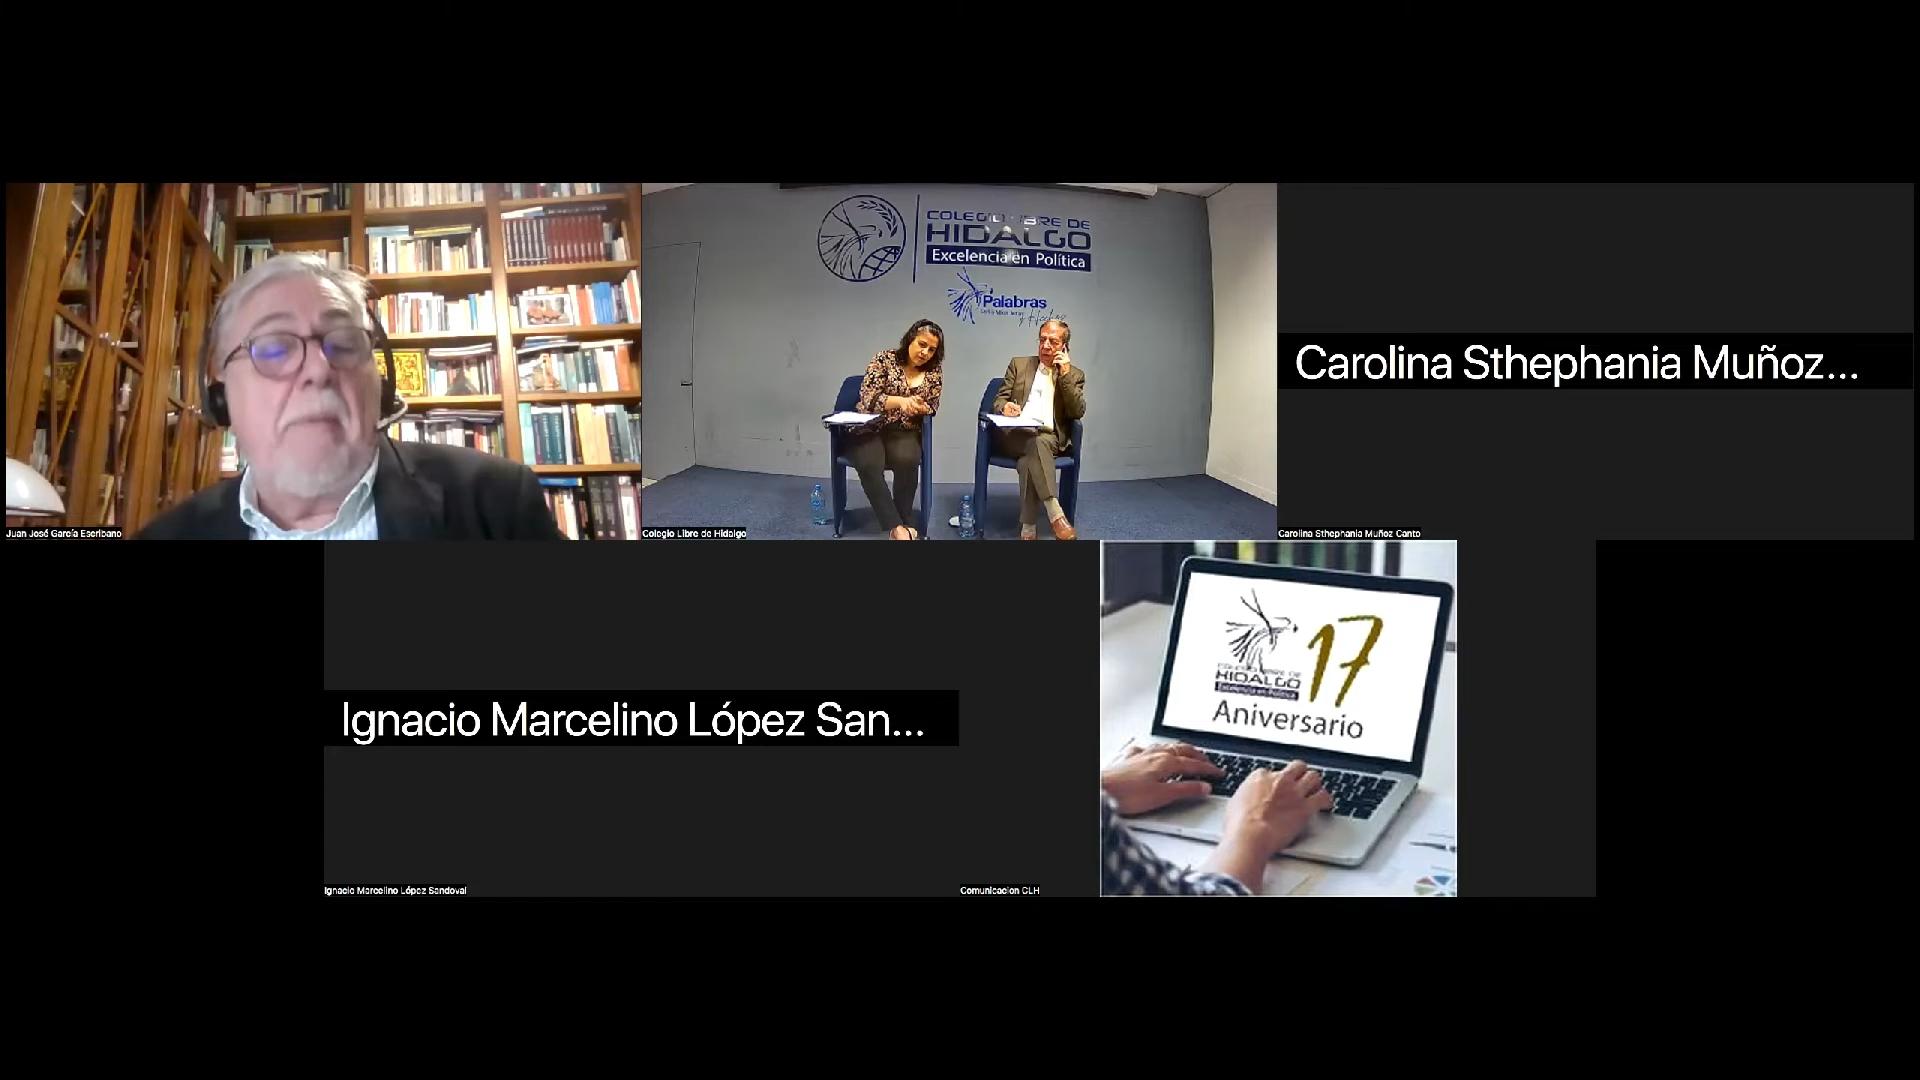 COLEGIO LIBRE DE
HIDALGO
Excelencia en Política
Palabras
y Hechos
Juan José García Escribano
Colegio Libre de Hidalgo
Carolina Sthephania Muñoz...
Carolina Sthephania Muñoz Canto
Ignacio Marcelino López San...
Ignacio Marcelino López Sandoval
17
COLEGIO LIBRE DE
HIDALGO
Excelencia en Política
Aniversario
Comunicacion CLH